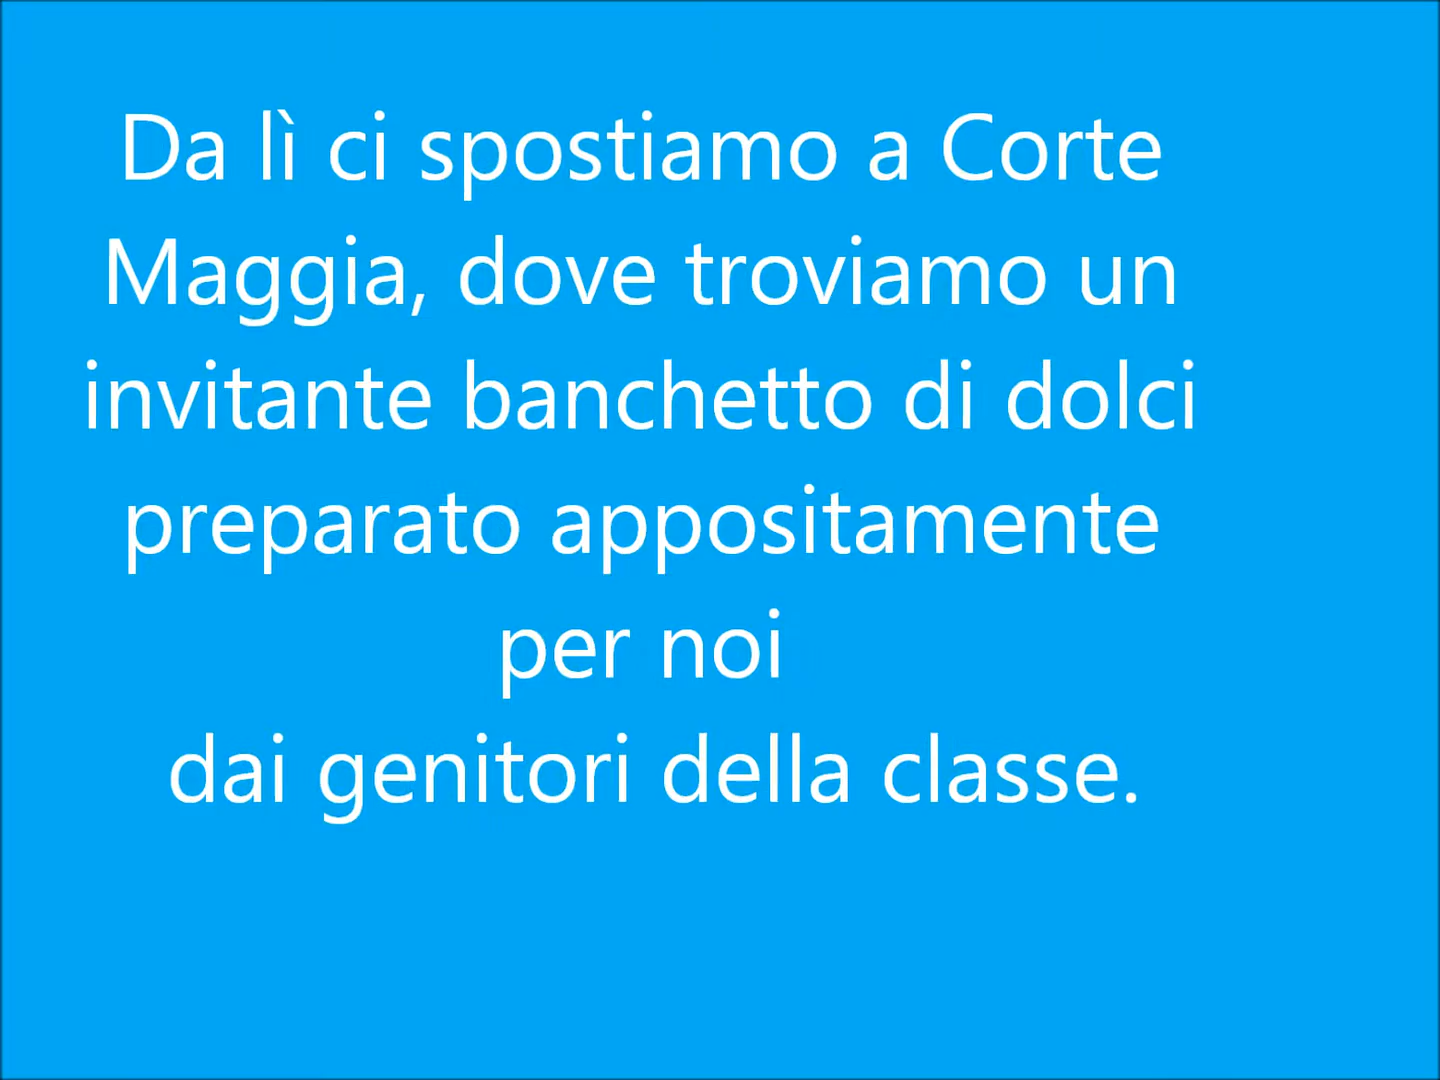 Da lì ci spostiamo a Corte
Maggia, dove troviamo un
invitante banchetto di dolci
preparato appositamente
per noi
dai genitori della classe.